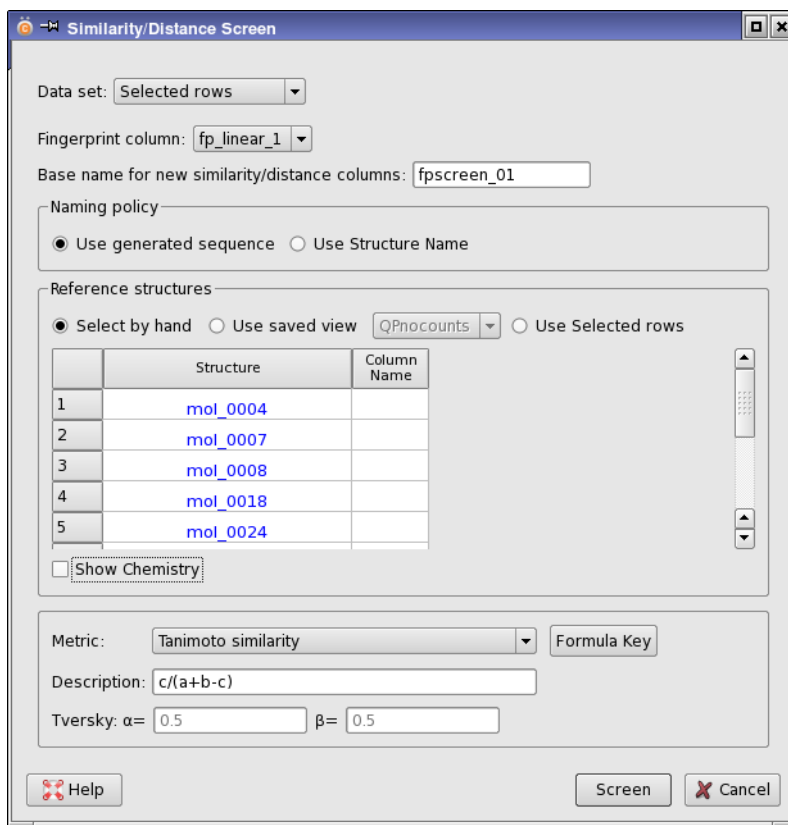 Similarity/Distance Screen
Data set: Selected rows
Fingerprint column: fp_linear_1
Base name for new similarity/distance columns: fpscreen_01
Naming policy
Use generated sequence Use Structure Name
Reference structures
Select by hand Use saved view QPnocounts Use Selected rows
Structure Column Name
1 mol_0004
2 mol_0007
3 mol_0008
4 mol_0018
5 mol_0024
Show Chemistry
Metric: Tanimoto similarity Formula Key
Description: c/(a+b-c)
Tversky: α= 0.5 β= 0.5
Help Screen Cancel